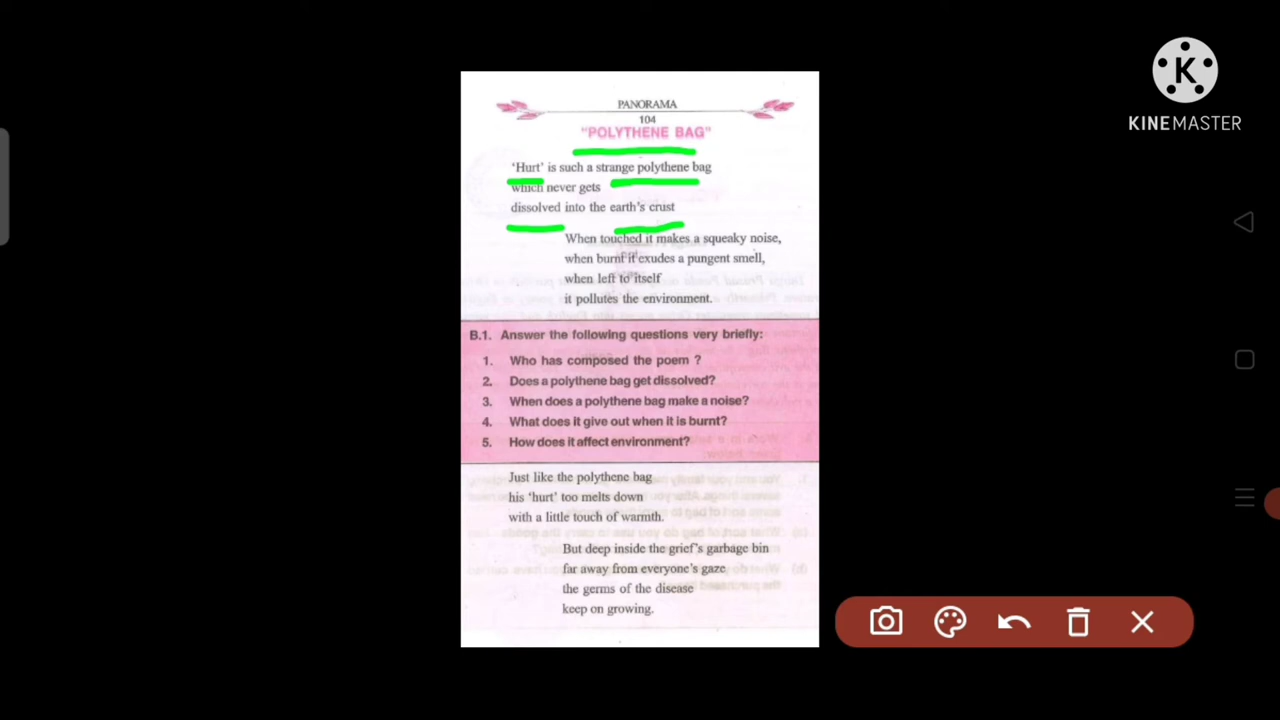 PANORAMA
104
"POLYTHENE BAG"
'Hurt' is such a strange polythene bag
which never gets
dissolved into the earth's crust
When touched it makes a squeaky noise,
when burnt it exudes a pungent smell,
when left to itself
it pollutes the environment.
B.1. Answer the following questions very briefly:
1. Who has composed the poem ?
2. Does a polythene bag get dissolved?
3. When does a polythene bag make a noise?
4. What does it give out when it is burnt?
5. How does it affect environment?
Just like the polythene bag
his 'hurt' too melts down
with a little touch of warmth.
But deep inside the grief's garbage bin
far away from everyone's gaze
the germs of the disease
keep on growing.
K
KINEMASTER